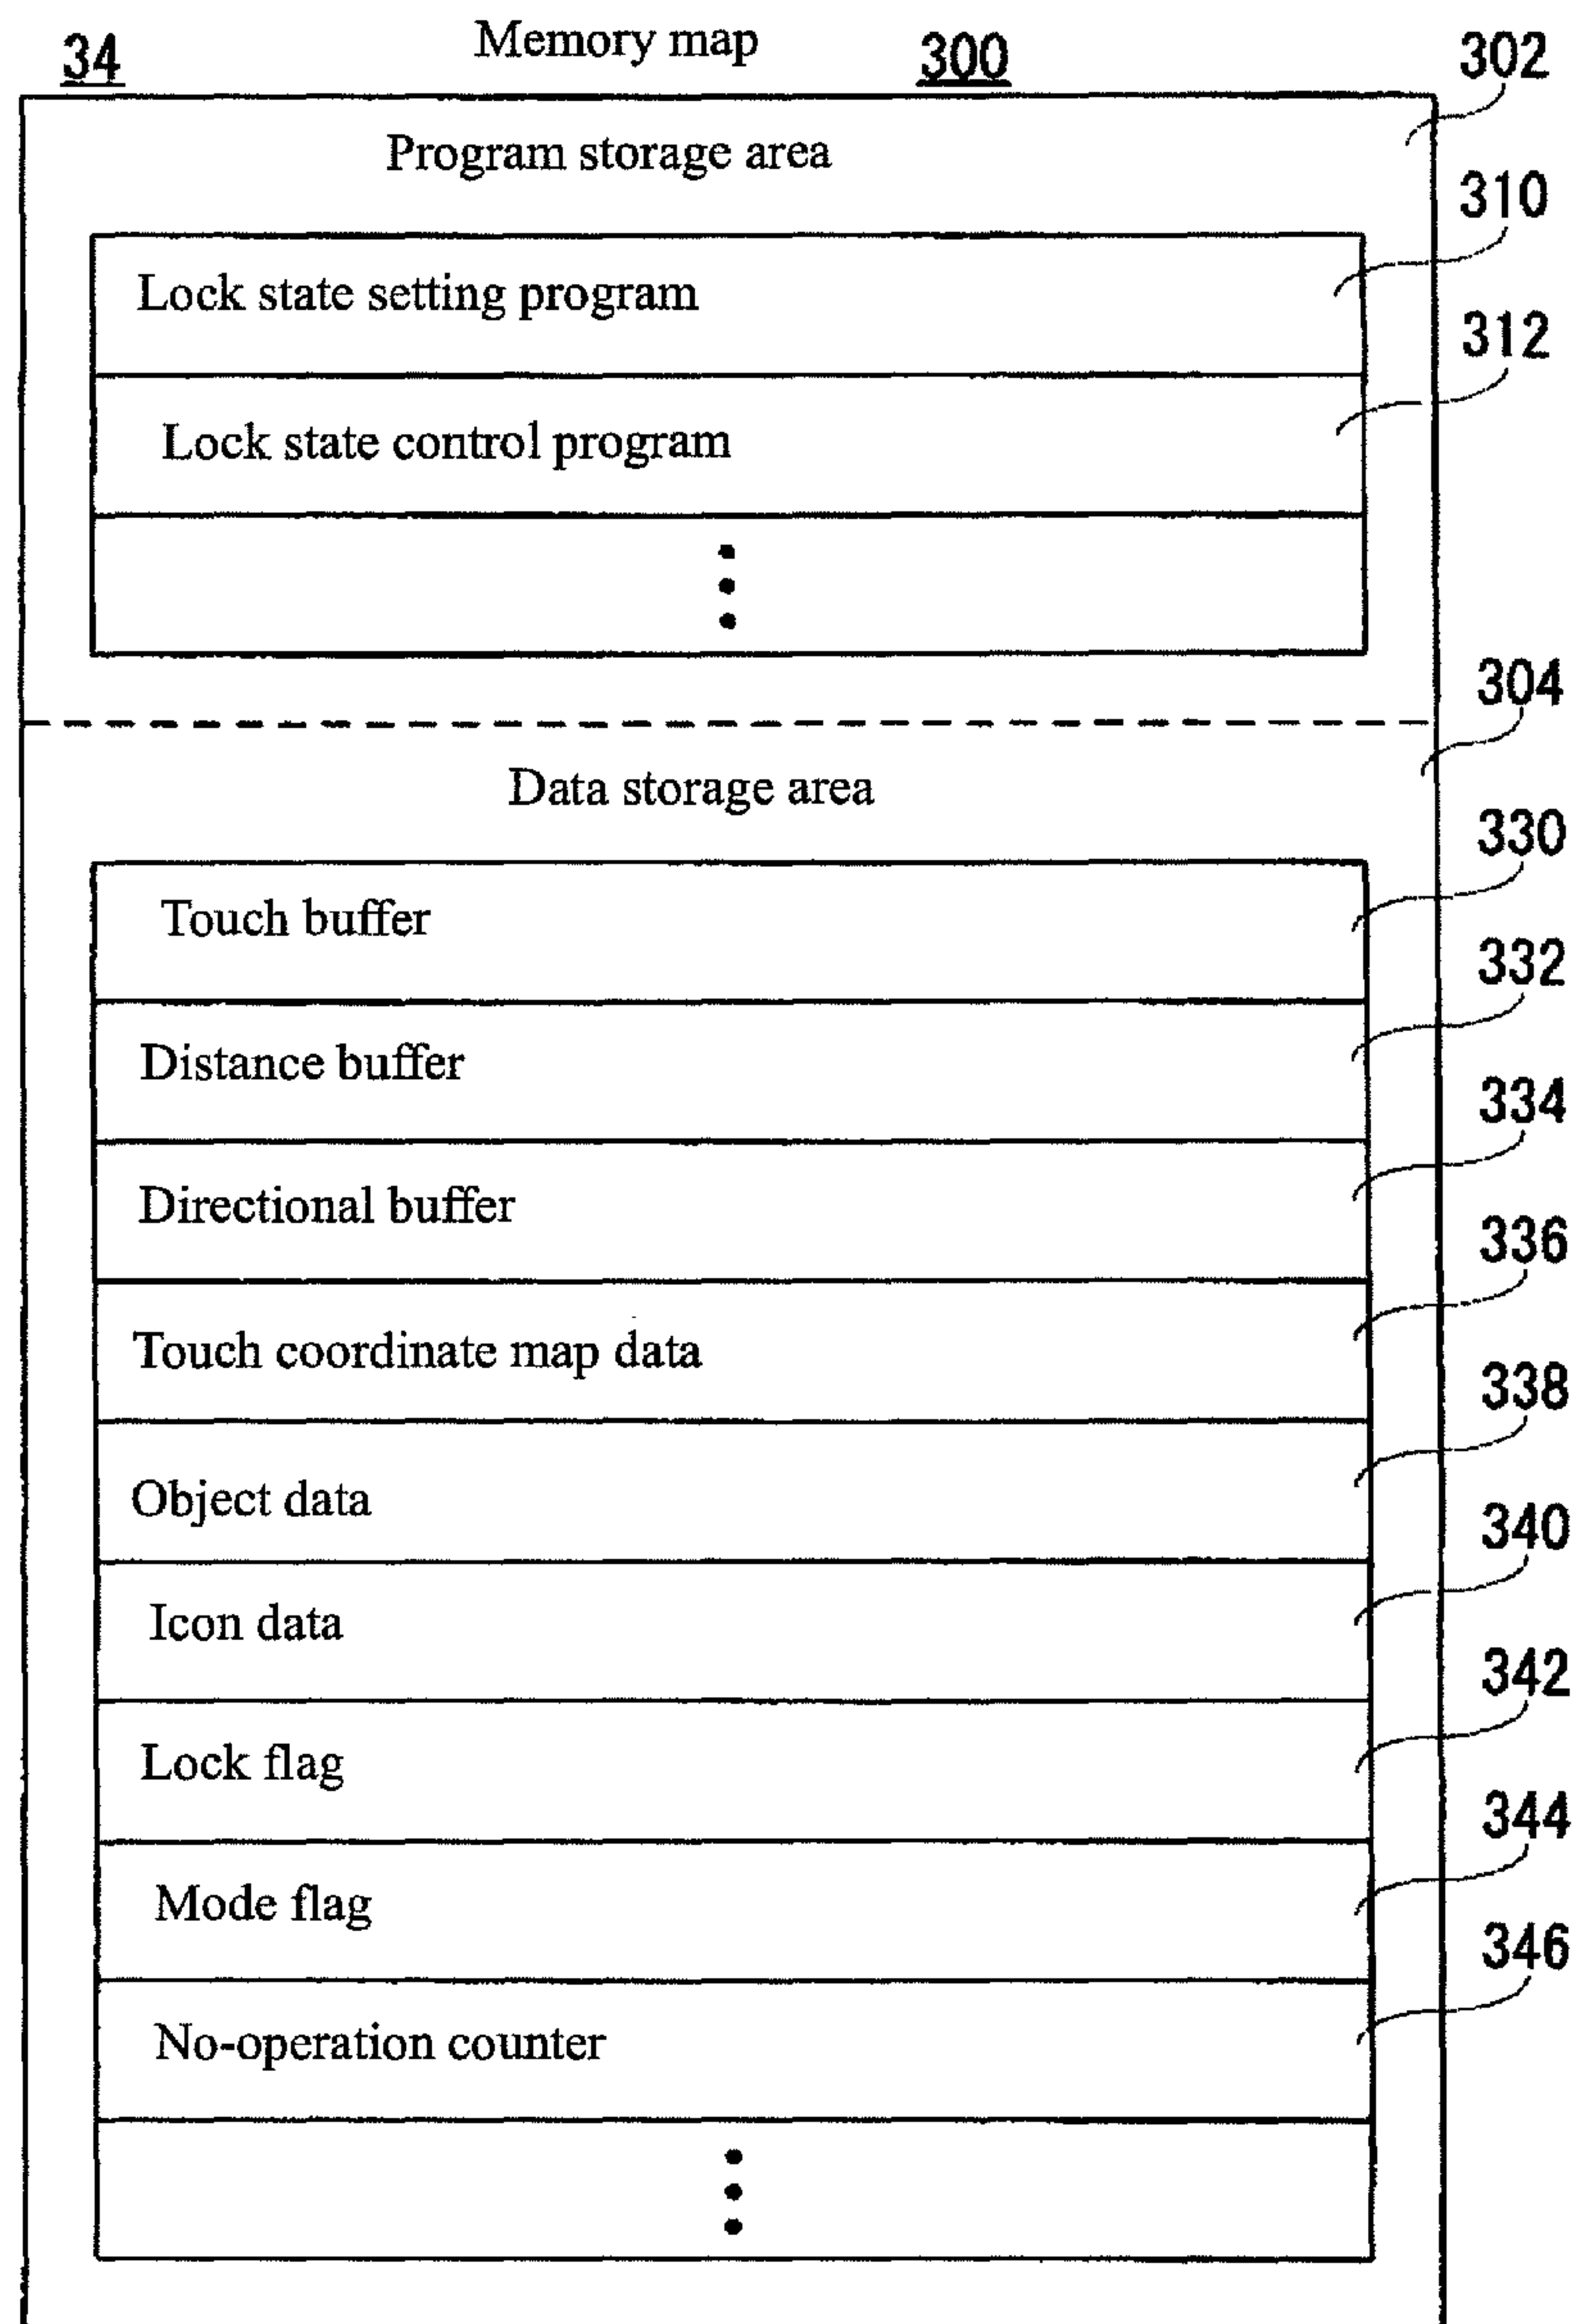 34 Memory map 300 302
Program storage area
310
Lock state setting program
312
Lock state control program
304
Data storage area
330
Touch buffer
332
Distance buffer
334
Directional buffer
336
Touch coordinate map data
338
Object data
340
Icon data
342
Lock flag
344
Mode flag
346
No-operation counter